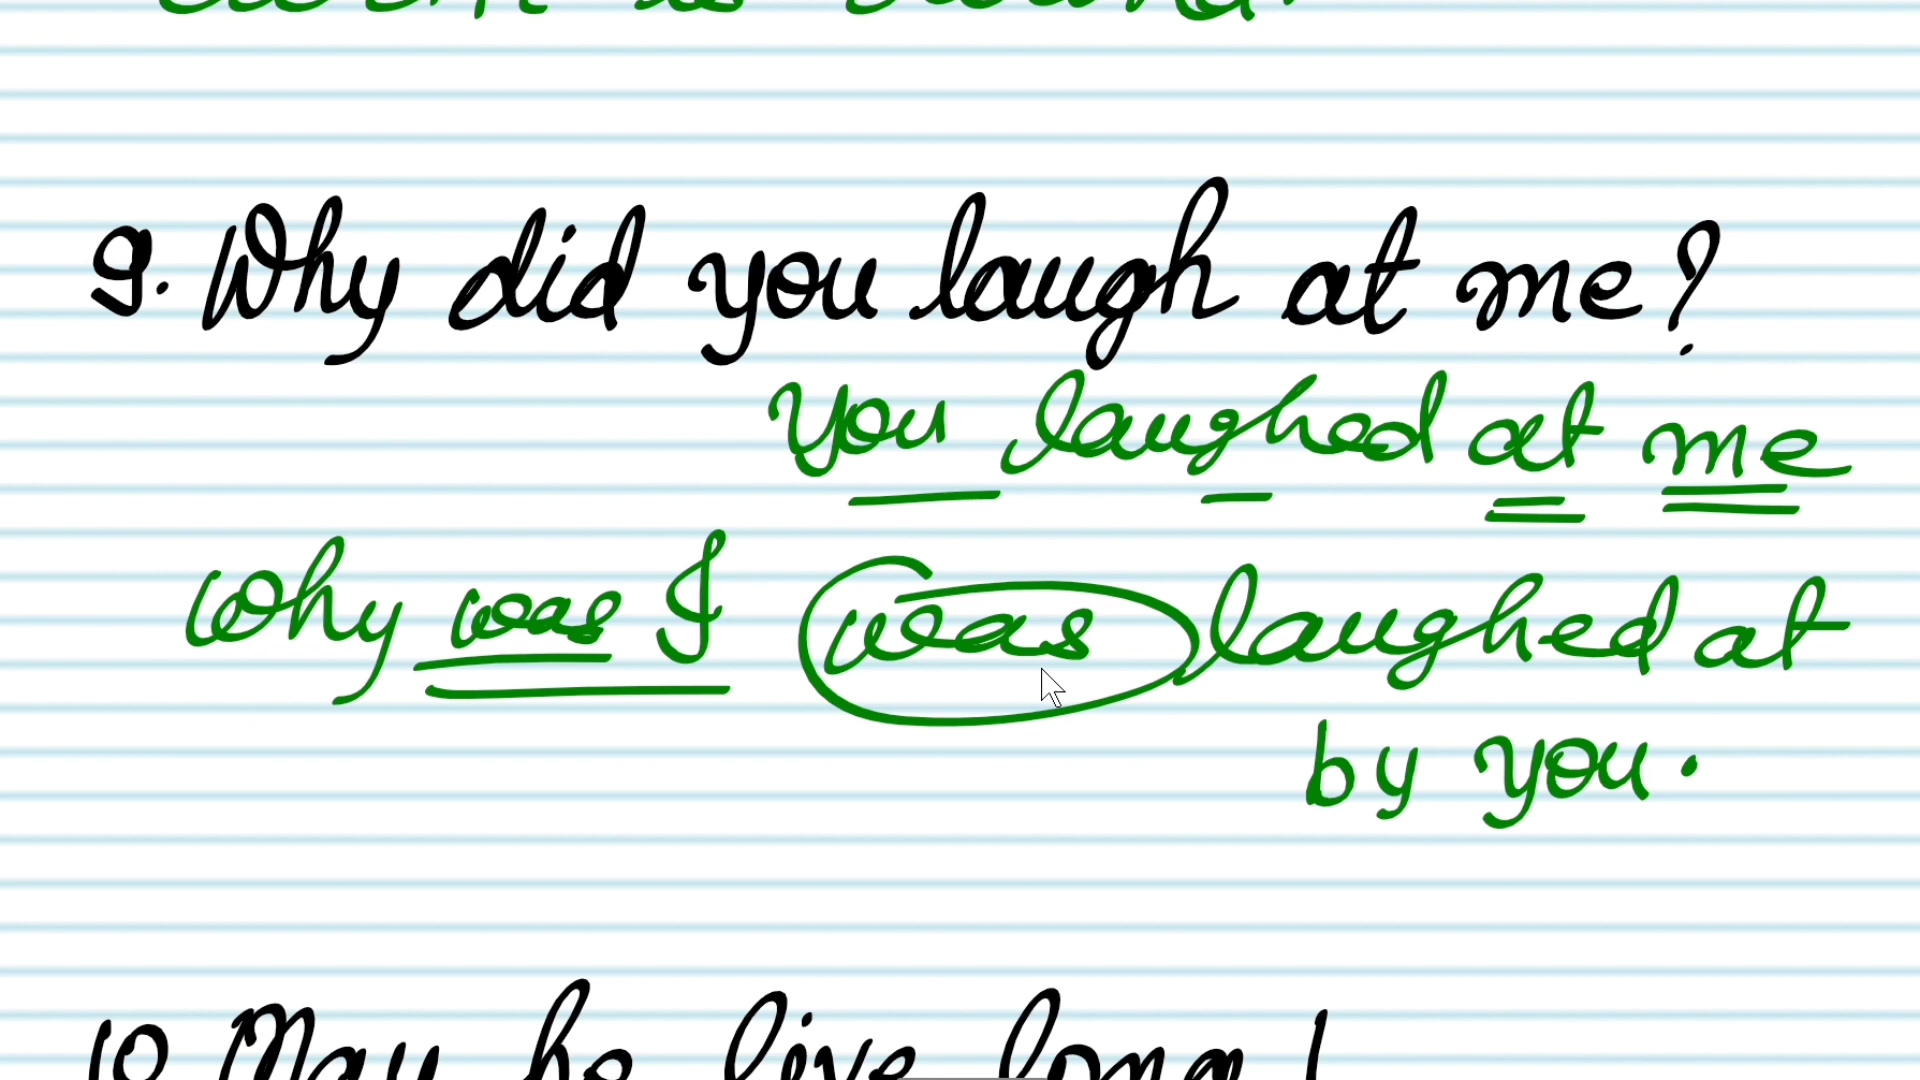 9. Why did you laugh at me?
You laughed at me
Why was I was laughed at
by you.
10 May he live long!